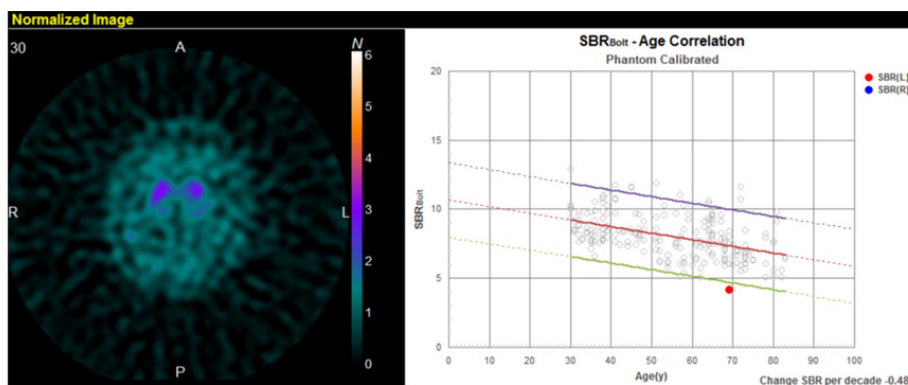 Normalized Image
30
A
N
6
5
4
3
2
1
0
R
L
P
SBRBolt - Age Correlation
Phantom Calibrated
SBR(L)
SBR(R)
SBRBolt
20
15
10
5
0
0 10 20 30 40 50 60 70 80 90 100
Age(y)
Change SBR per decade -0.48